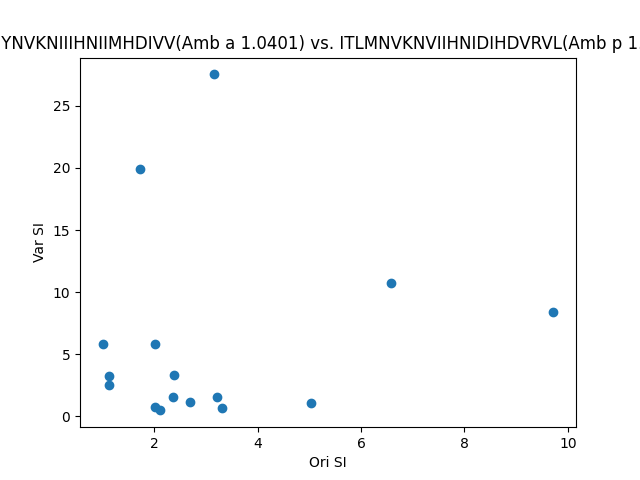 YNVKNIIIHNIIMHDIVV(Amb a 1.0401) vs. ITLMNVKNVIIHNIDIHDVRVL(Amb p 1.
25
20
15
10
5
0
Var SI
2 4 6 8 10
Ori SI